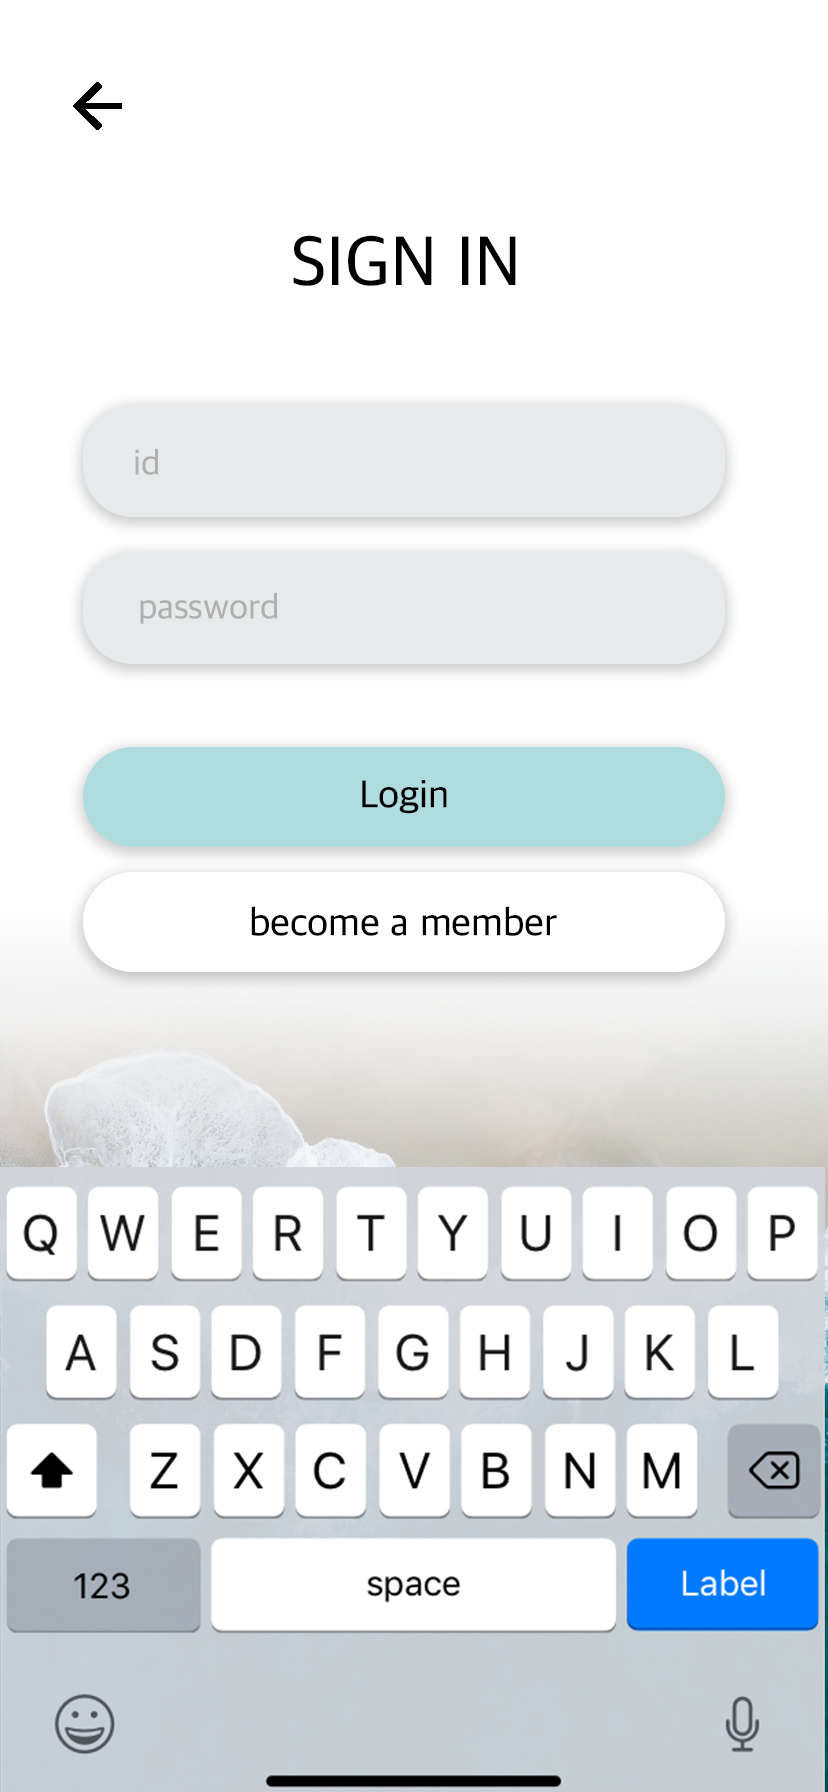 SIGN IN
id
password
Login
become a member
Q W E R T Y U I O P
A S D F G H J K L
Z X C V B N M
123 space Label